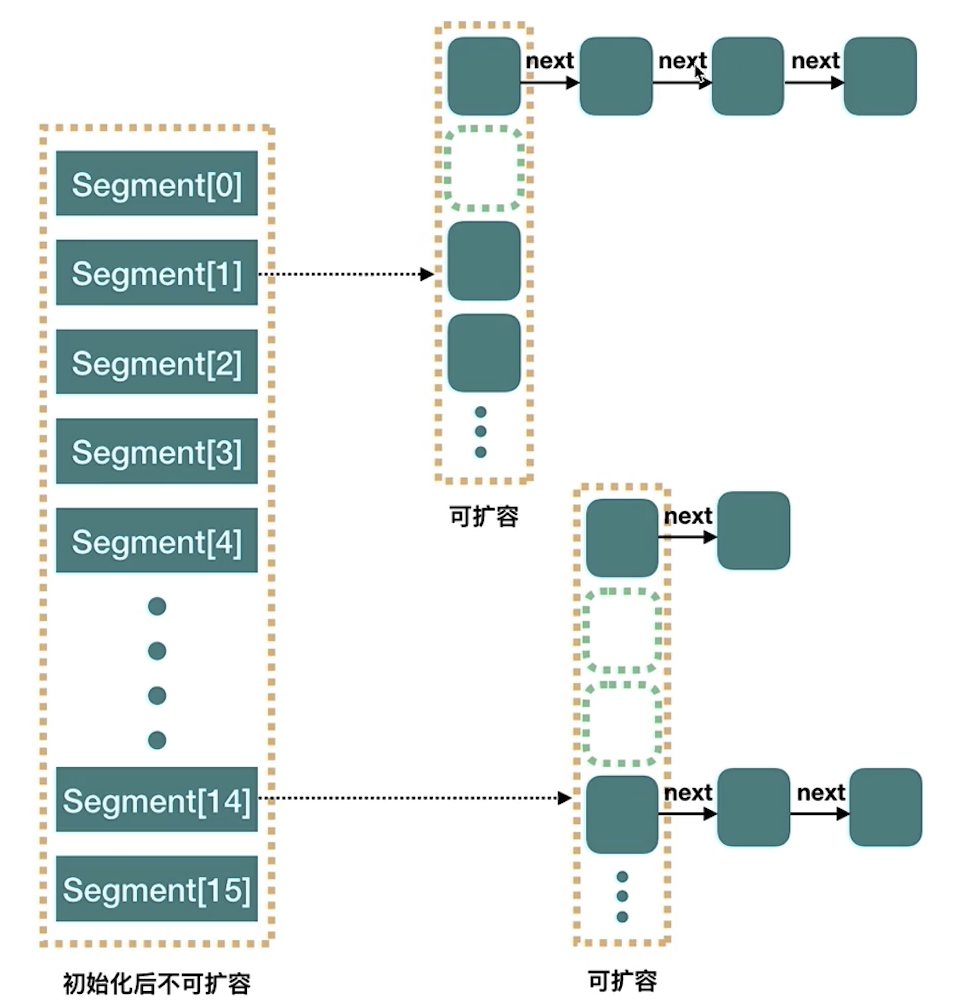 next
next
next
Segment[0]
Segment[1]
Segment[2]
Segment[3]
Segment[4]
Segment[14]
Segment[15]
初始化后不可扩容
可扩容
next
next
next
可扩容